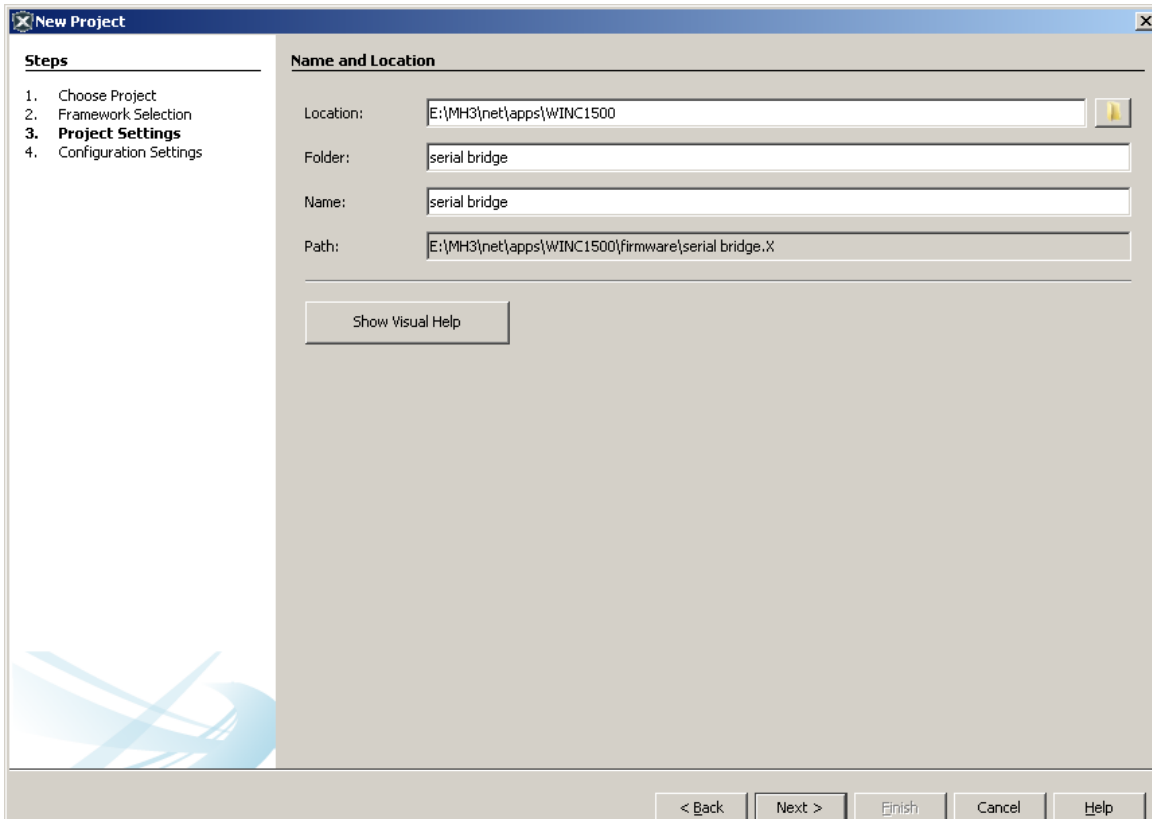 New Project
Steps
1. Choose Project
2. Framework Selection
3. Project Settings
4. Configuration Settings
Name and Location
Location: E:\MH3\net\apps\WINC1500
Folder: serial bridge
Name: serial bridge
Path: E:\MH3\net\apps\WINC1500\firmware\serial bridge.X
Show Visual Help
< Back Next > Finish Cancel Help